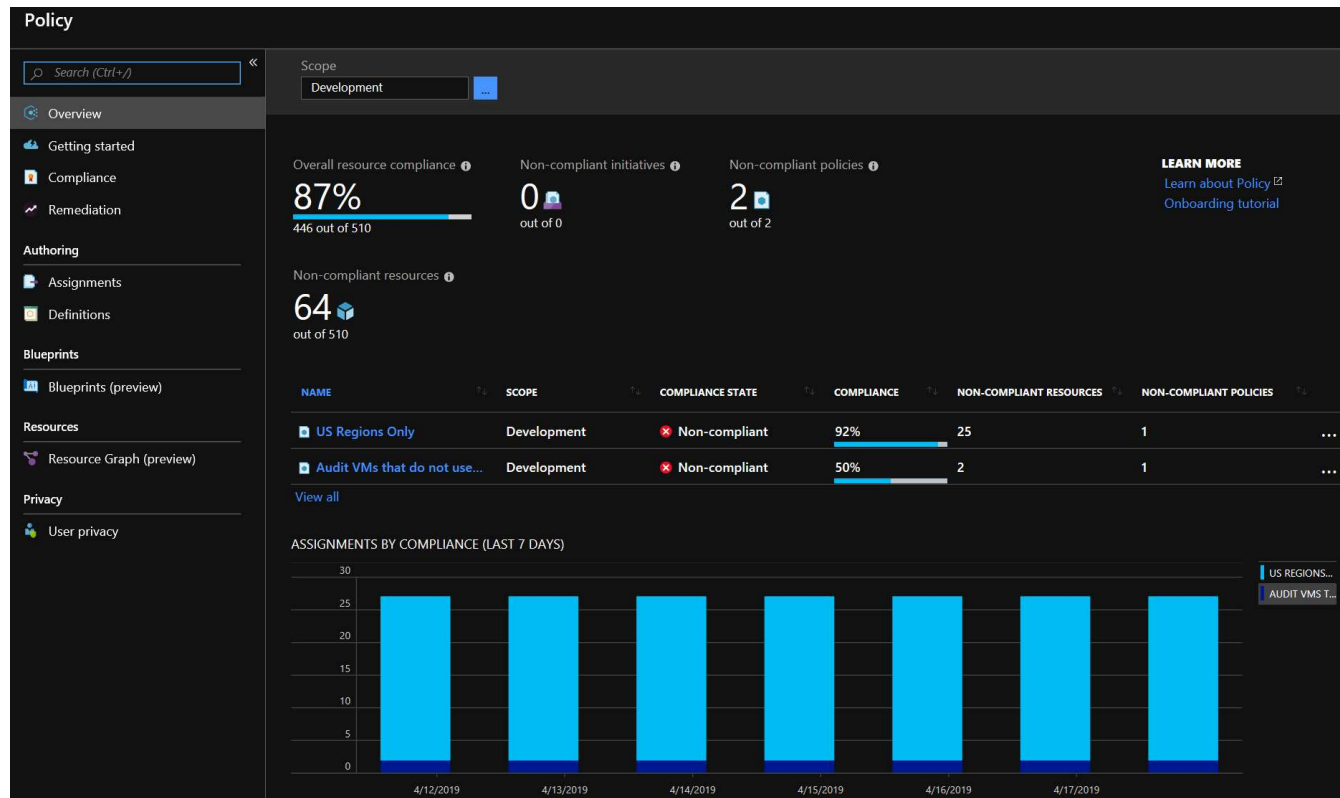 Policy
Search (Ctrl+/)
«
Overview
Getting started
Compliance
Remediation
Authoring
Assignments
Definitions
Blueprints
Blueprints (preview)
Resources
Resource Graph (preview)
Privacy
User privacy
Scope
Development
...
Overall resource compliance
87%
446 out of 510
Non-compliant initiatives
0
out of 0
Non-compliant policies
2
out of 2
LEARN MORE
Learn about Policy
Onboarding tutorial
Non-compliant resources
64
out of 510
NAME SCOPE COMPLIANCE STATE COMPLIANCE NON-COMPLIANT RESOURCES NON-COMPLIANT POLICIES
US Regions Only Development Non-compliant 92% 25 1 ...
Audit VMs that do not use... Development Non-compliant 50% 2 1 ...
View all
ASSIGNMENTS BY COMPLIANCE (LAST 7 DAYS)
30
25
20
15
10
5
0
4/12/2019 4/13/2019 4/14/2019 4/15/2019 4/16/2019 4/17/2019
US REGIONS...
AUDIT VMS T...